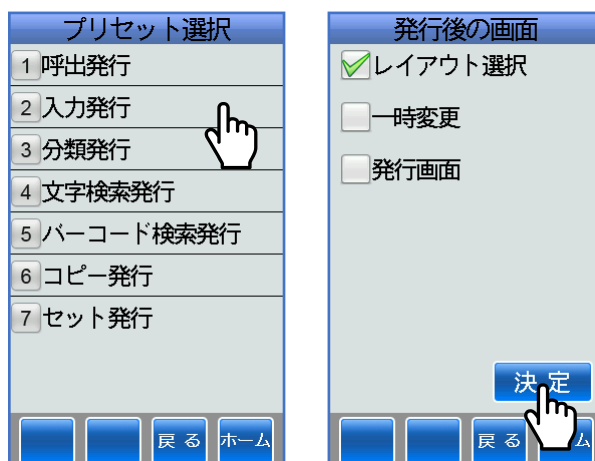 プリセット選択
1 呼出発行
2 入力発行
3 分類発行
4 文字検索発行
5 バーコード検索発行
6 コピー発行
7 セット発行
戻る ホーム
発行後の画面
レイアウト選択
一時変更
発行画面
決定
戻る ム